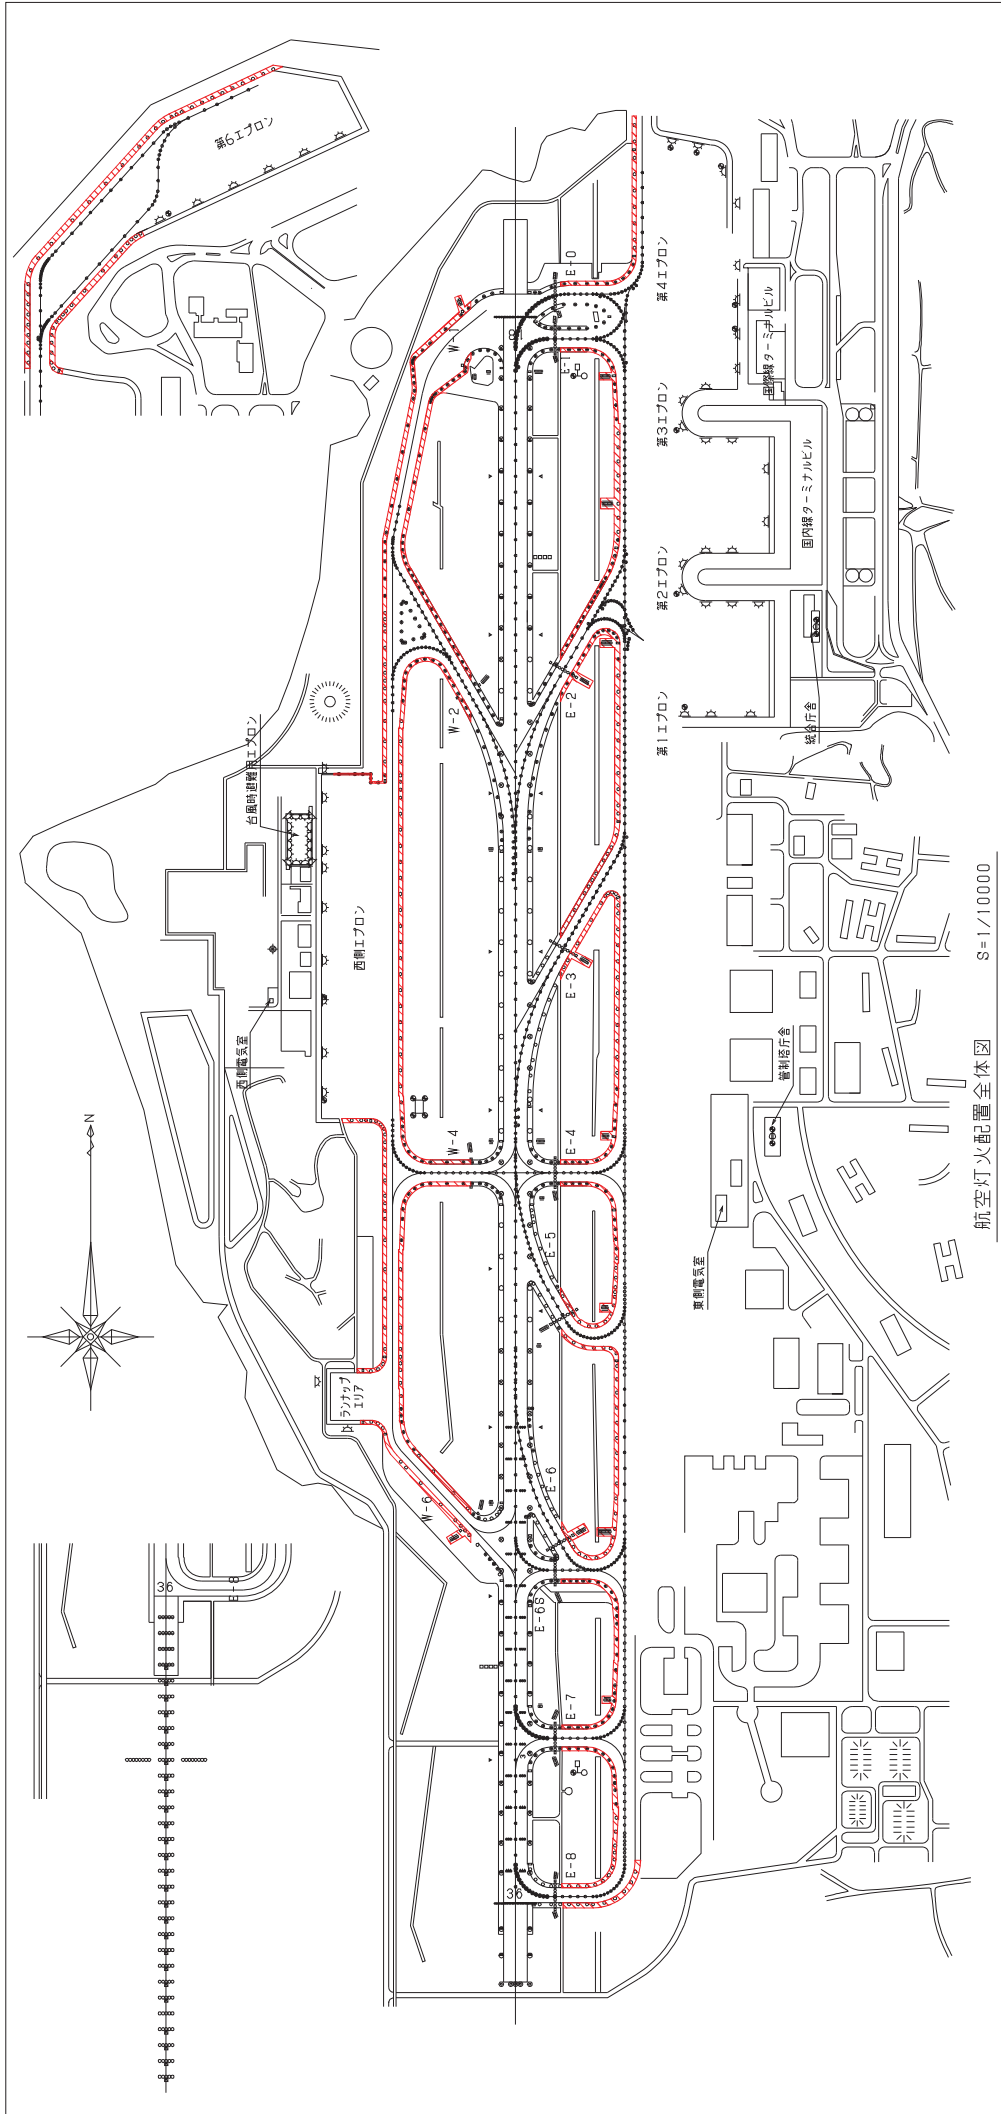 第6エプロン
E-0
第4エプロン
W-1
18
国際線ターミナルビル
E-1
第3エプロン
国内線ターミナルビル
第2エプロン
W-2
E-2
第1エプロン
統合庁舎
台風時避難用エプロン
西側エプロン
E-3
S=1/10000
西側電気室
管制塔庁舎
航空灯火配置全体図
N
W-4
E-4
E-5
東側電気室
ランナップ
エリア
W-6
E-6
36
E-8
E-6S
E-7
E-8
36